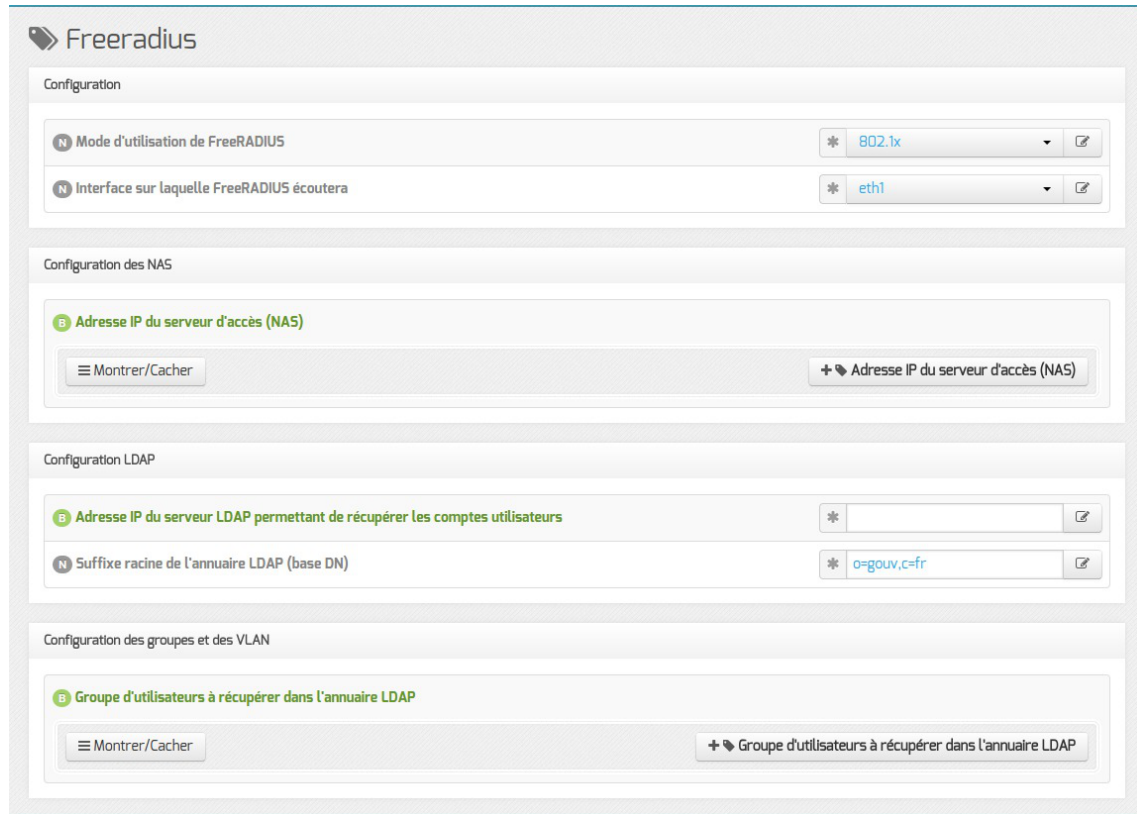 Freeradius
Configuration
N Mode d'utilisation de FreeRADIUS
802.1x
N Interface sur laquelle FreeRADIUS écoutera
eth1
Configuration des NAS
B Adresse IP du serveur d'accès (NAS)
Montrer/Cacher
Adresse IP du serveur d'accès (NAS)
Configuration LDAP
B Adresse IP du serveur LDAP permettant de récupérer les comptes utilisateurs
N Suffixe racine de l'annuaire LDAP (base DN)
o=gouv,c=fr
Configuration des groupes et des VLAN
B Groupe d'utilisateurs à récupérer dans l'annuaire LDAP
Montrer/Cacher
Groupe d'utilisateurs à récupérer dans l'annuaire LDAP